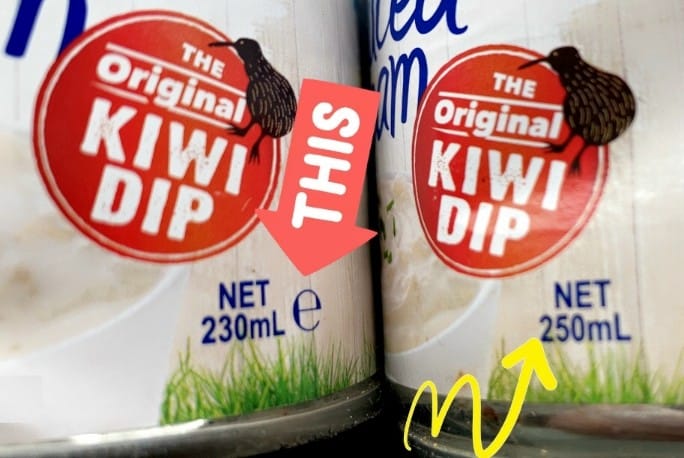 THE
Original
KIWI
DIP
THIS
NET
230mL ℮
THE
Original
KIWI
DIP
NET
250mL